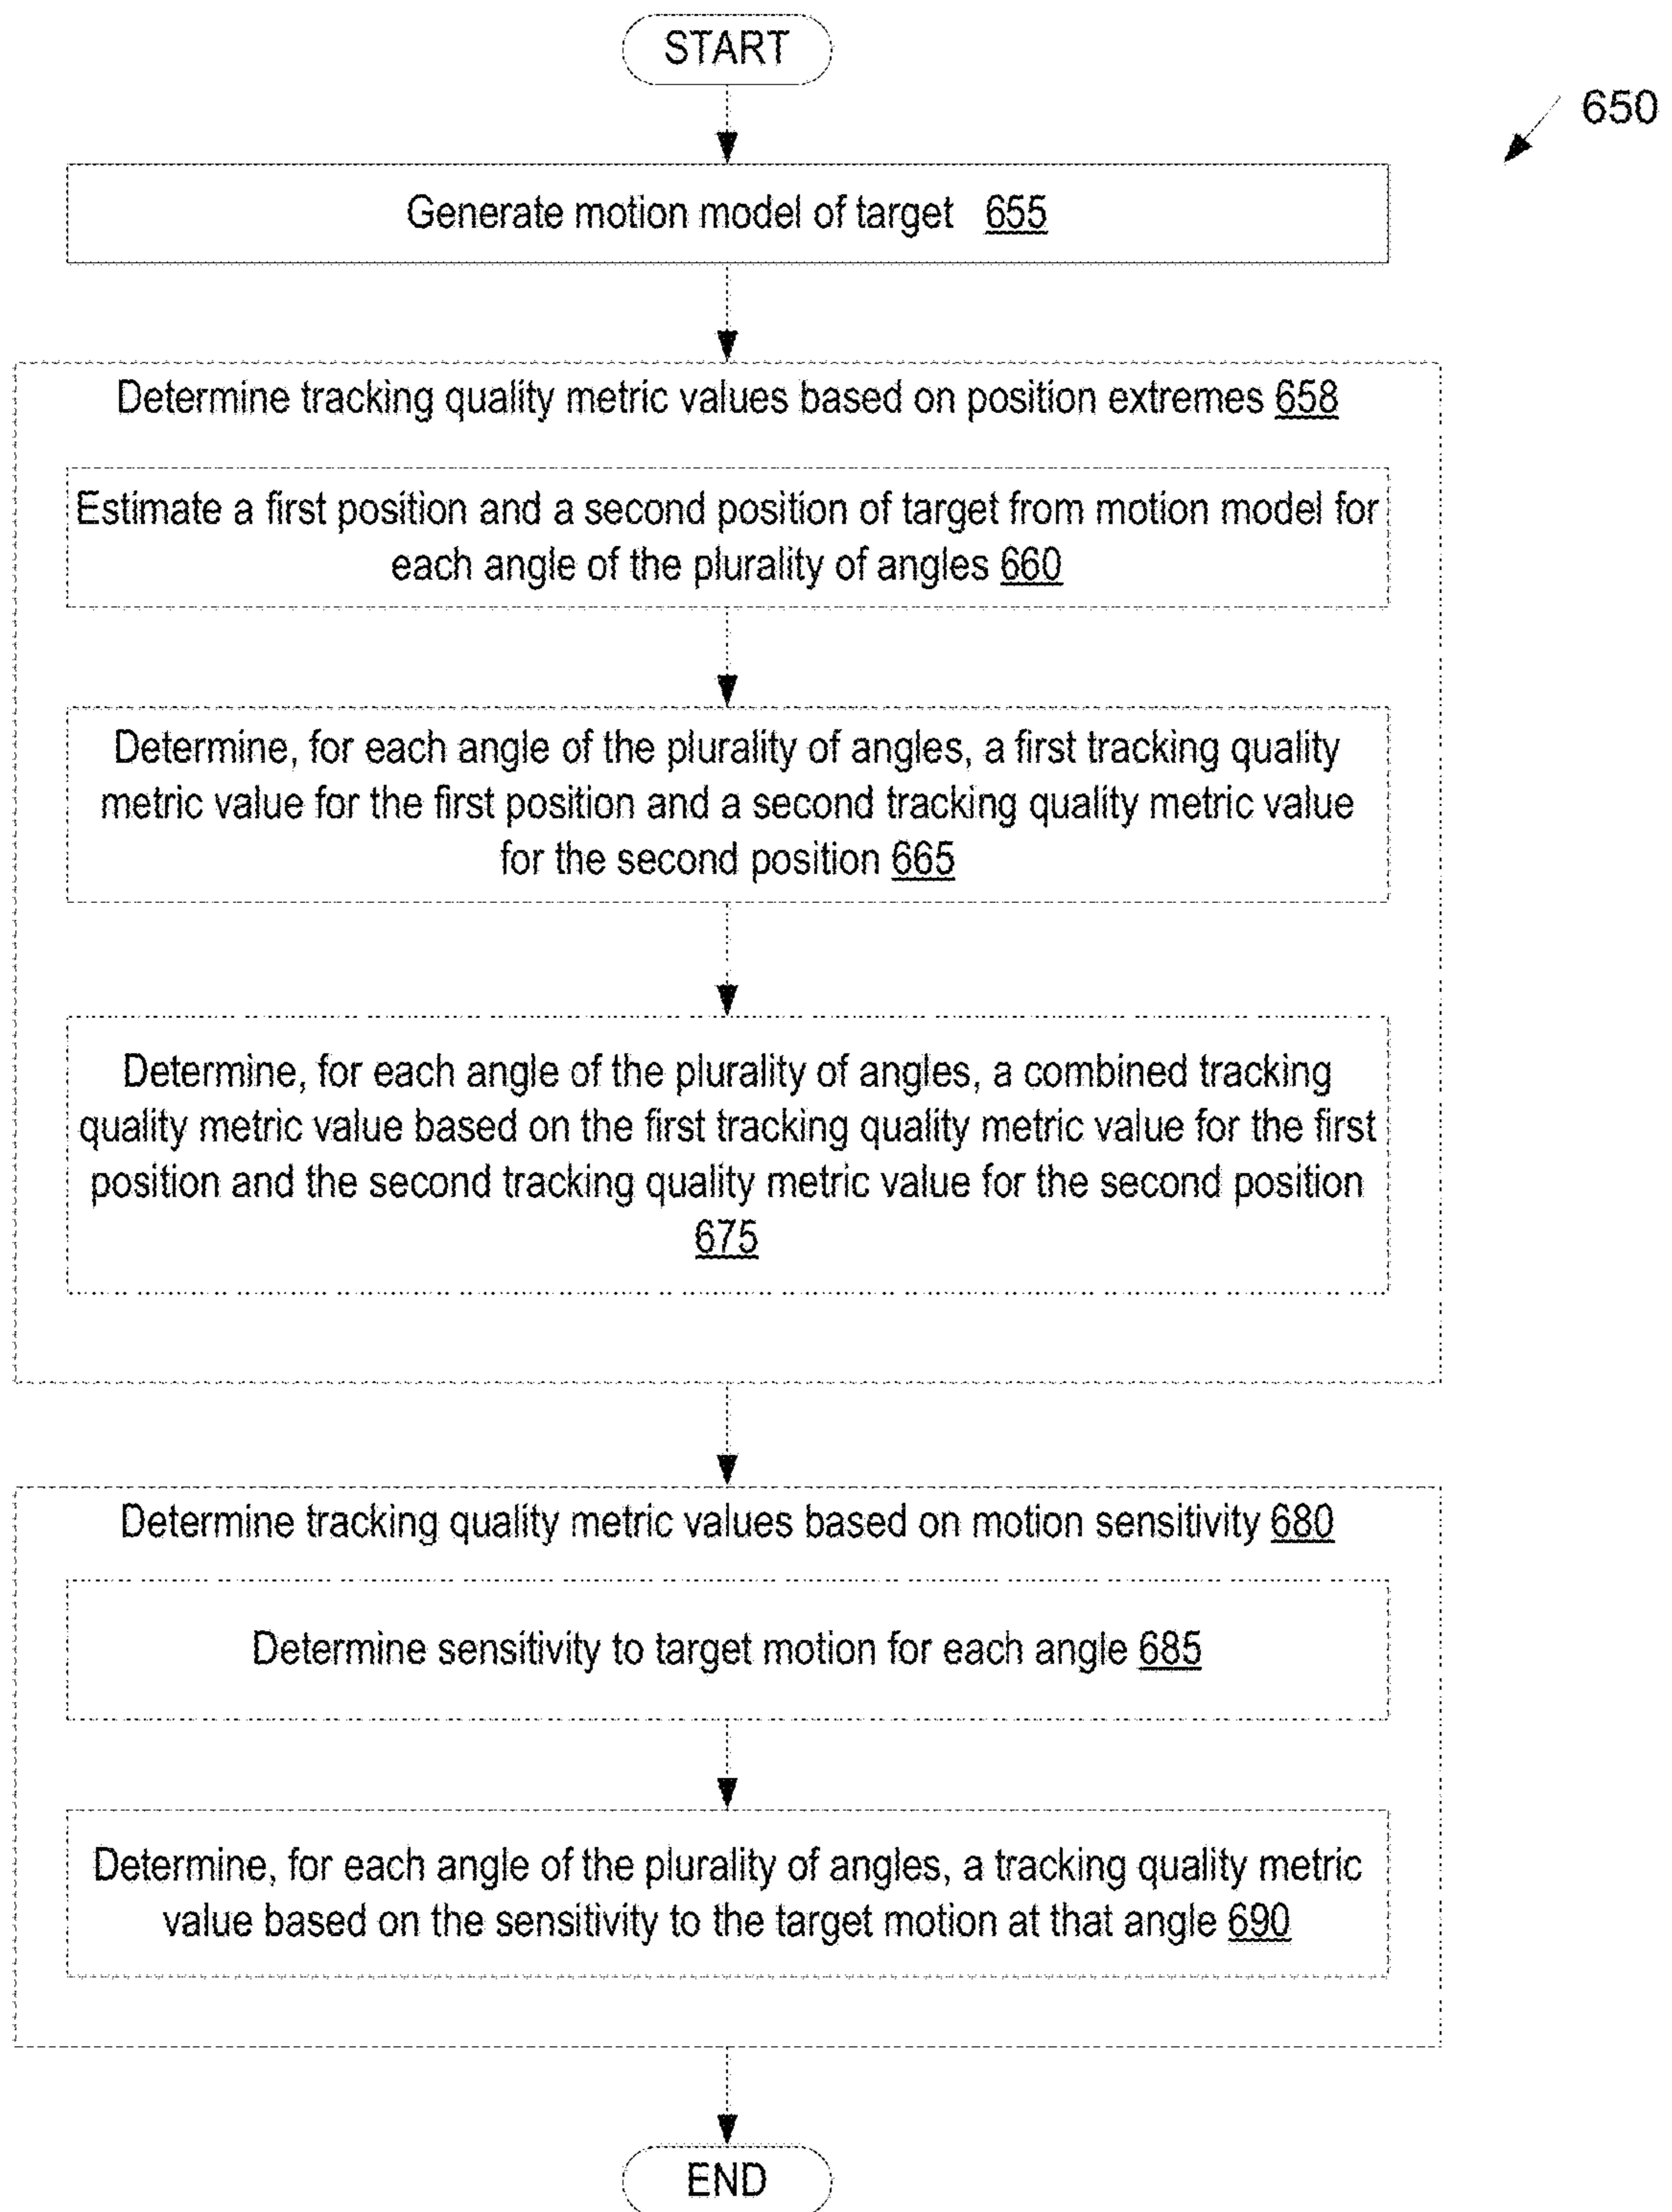 START
650
Generate motion model of target 655
Determine tracking quality metric values based on position extremes 658
Estimate a first position and a second position of target from motion model for
each angle of the plurality of angles 660
Determine, for each angle of the plurality of angles, a first tracking quality
metric value for the first position and a second tracking quality metric value
for the second position 665
Determine, for each angle of the plurality of angles, a combined tracking
quality metric value based on the first tracking quality metric value for the first
position and the second tracking quality metric value for the second position
675
Determine tracking quality metric values based on motion sensitivity 680
Determine sensitivity to target motion for each angle 685
Determine, for each angle of the plurality of angles, a tracking quality metric
value based on the sensitivity to the target motion at that angle 690
END